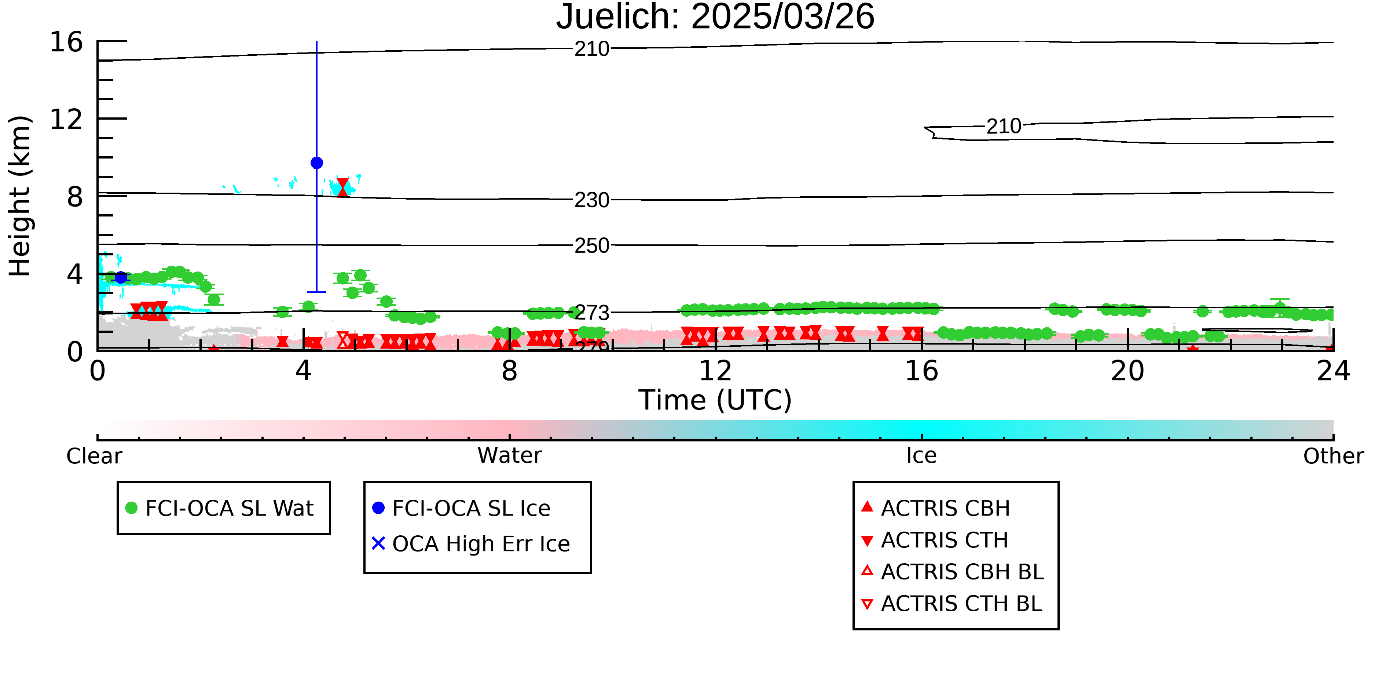 Juelich: 2025/03/26
16
12
8
4
0
Height (km)
210
210
230
250
273
0 4 8 12 16 20 24
Time (UTC)
Clear Water Ice Other
FCI-OCA SL Wat
FCI-OCA SL Ice
OCA High Err Ice
ACTRIS CBH
ACTRIS CTH
ACTRIS CBH BL
ACTRIS CTH BL